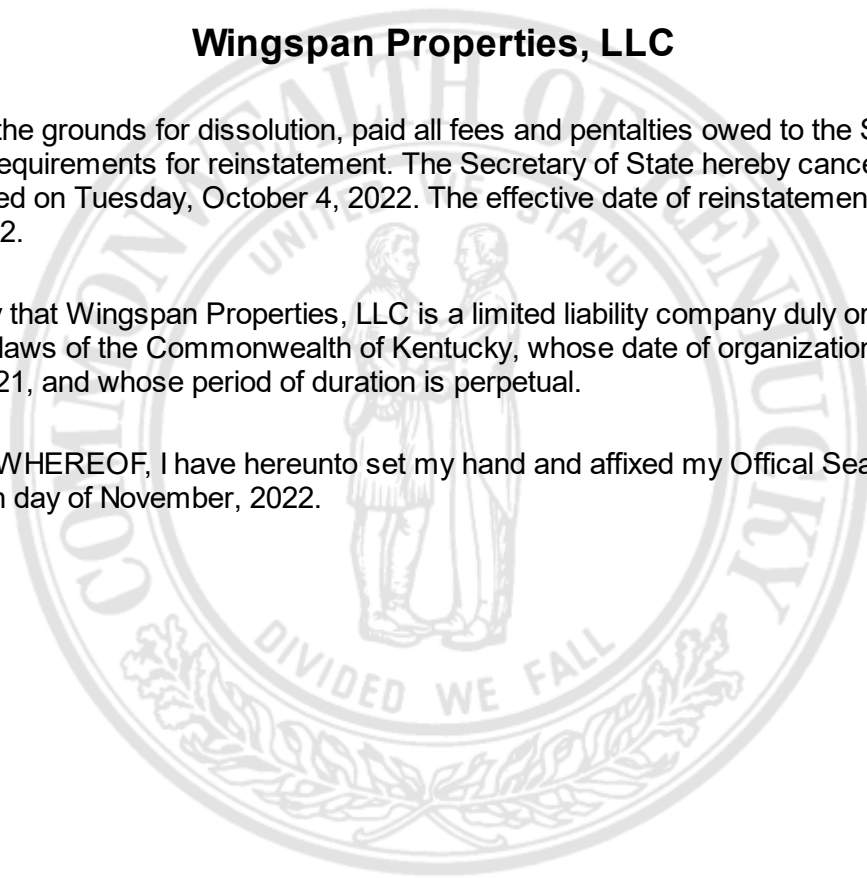 Wingspan Properties, LLC
the grounds for dissolution, paid all fees and pentalties owed to the S
equirements for reinstatement. The Secretary of State hereby cance
ed on Tuesday, October 4, 2022. The effective date of reinstatemen
2.
that Wingspan Properties, LLC is a limited liability company duly or
laws of the Commonwealth of Kentucky, whose date of organization
21, and whose period of duration is perpetual.
WHEREOF, I have hereunto set my hand and affixed my Offical Sea
day of November, 2022.
COMMONWEALTH OF KENTUCKY
UNITED WE STAND
DIVIDED WE FALL